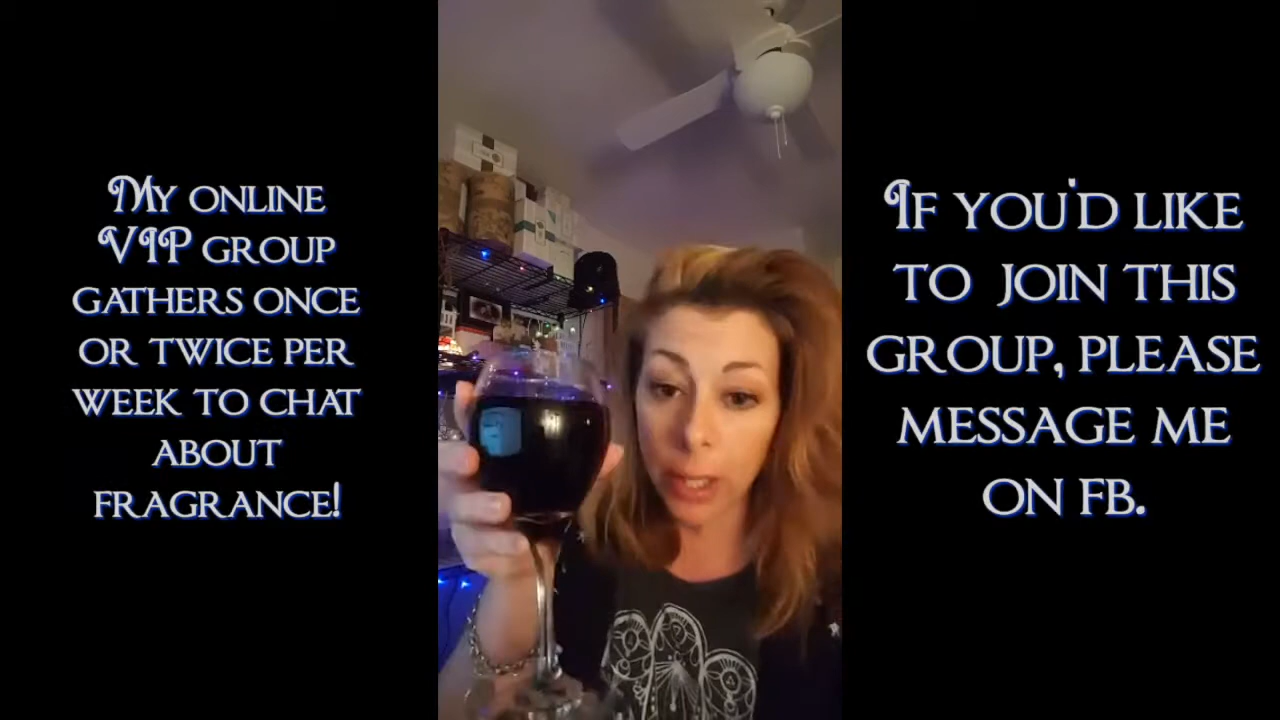 My online
VIP group
gathers once
or twice per
week to chat
about
fragrance!
If you'd like
to join this
group, please
message me
on FB.